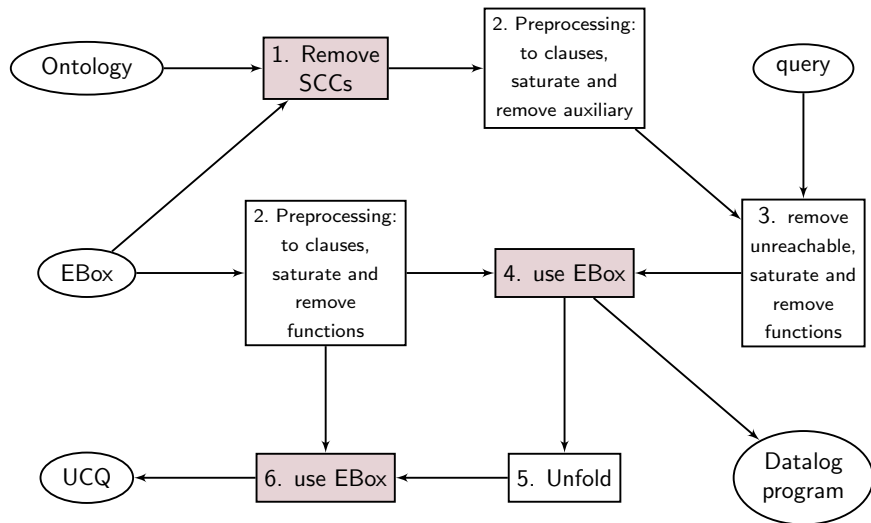 Ontology
1. Remove
SCCs
2. Preprocessing:
to clauses,
saturate and
remove auxiliary
query
EBox
2. Preprocessing:
to clauses,
saturate and
remove
functions
4. use EBox
3. remove
unreachable,
saturate and
remove
functions
UCQ
6. use EBox
5. Unfold
Datalog
program